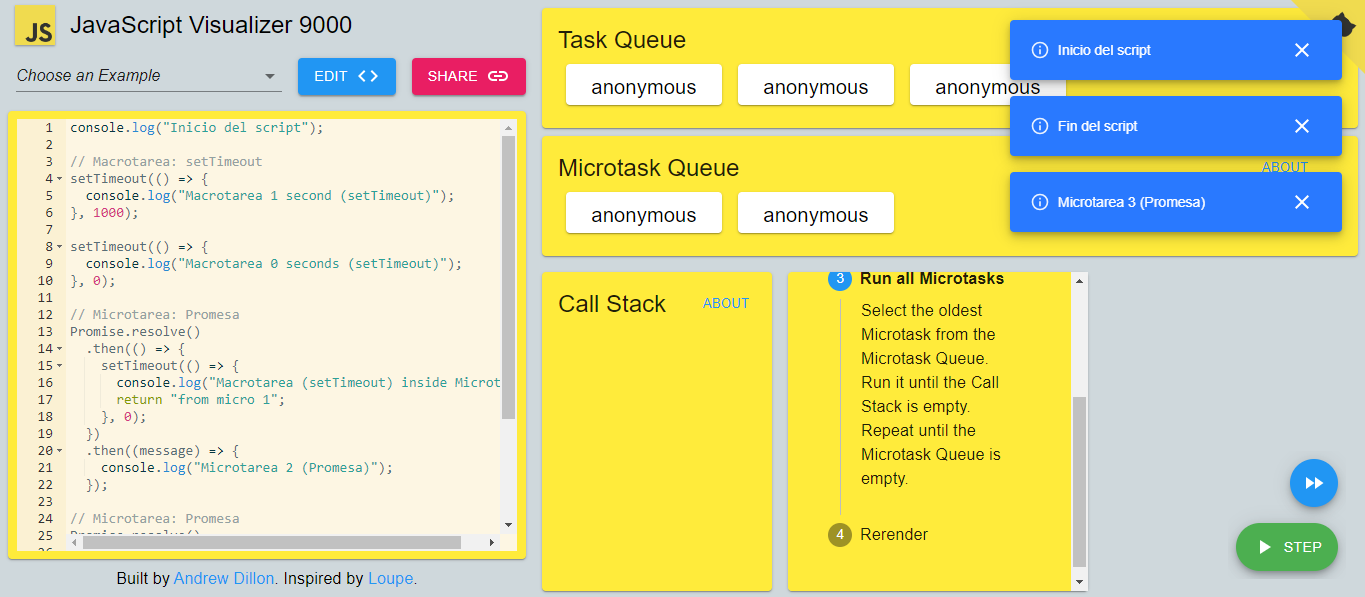 JS JavaScript Visualizer 9000
Choose an Example
EDIT
SHARE
1 console.log("Inicio del script");
2
3 // Macrotarea: setTimeout
4 setTimeout(() => {
5 console.log("Macrotarea 1 second (setTimeout)");
6 }, 1000);
7
8 setTimeout(() => {
9 console.log("Macrotarea 0 seconds (setTimeout)");
10 }, 0);
11
12 // Microtarea: Promesa
13 Promise.resolve()
14 .then(() => {
15 setTimeout(() => {
16 console.log("Macrotarea (setTimeout) inside Microt
17 return "from micro 1";
18 }, 0);
19 })
20 .then((message) => {
21 console.log("Microtarea 2 (Promesa)");
22 });
23
24 // Microtarea: Promesa
25 Promise.resolve()
Built by Andrew Dillon. Inspired by Loupe.
Task Queue
anonymous
anonymous
anonymous
Microtask Queue
ABOUT
anonymous
anonymous
Inicio del script
Fin del script
Microtarea 3 (Promesa)
Call Stack
ABOUT
3 Run all Microtasks
Select the oldest
Microtask from the
Microtask Queue.
Run it until the Call
Stack is empty.
Repeat until the
Microtask Queue is
empty.
4 Rerender
STEP